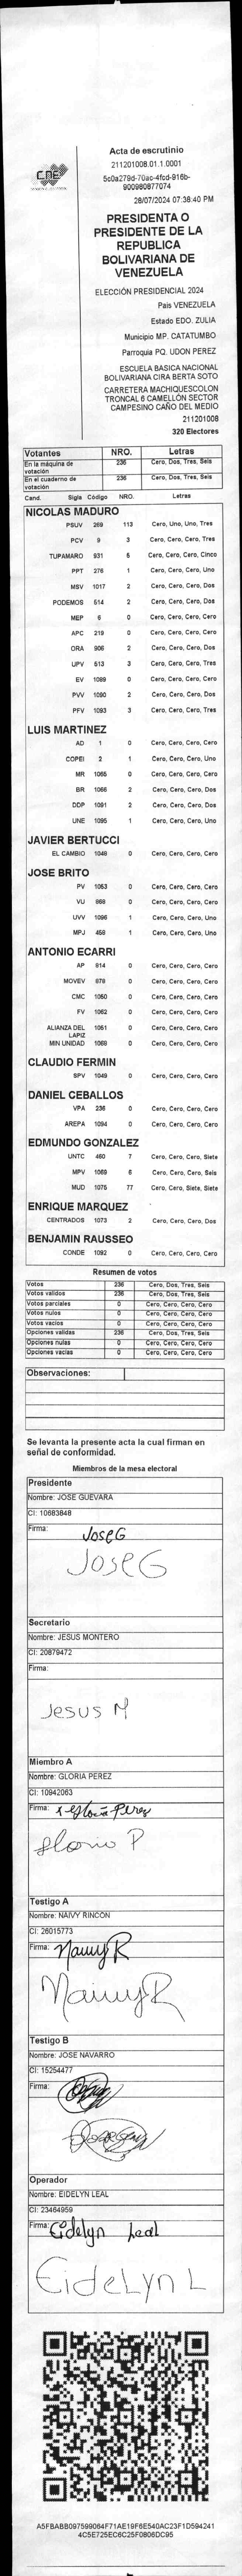 CNE
Acta de escrutinio
211201008.01.1.0001
5c0a279d-70ac-4fcd-916b-
900980877074
28/07/2024 07:38:40 PM
PRESIDENTA O
PRESIDENTE DE LA
REPUBLICA
BOLIVARIANA DE
VENEZUELA
ELECCIÓN PRESIDENCIAL 2024
Pais VENEZUELA
Estado EDO. ZULIA
Municipio MP. CATATUMBO
Parroquia PQ. UDON PEREZ
ESCUELA BASICA NACIONAL
BOLIVARIANA CIRA BERTA SOTO
CARRETERA MACHIQUESCOLON
TRONCAL 6 CAMELLÓN SECTOR
CAMPESINO CAÑO DEL MEDIO
211201008
320 Electores
Votantes NRO. Letras
En la máquina de votación 236 Cero, Dos, Tres, Seis
En el cuaderno de votación 236 Cero, Dos, Tres, Seis
Cand. Sigla Código NRO. Letras
NICOLAS MADURO
PSUV 269 113 Cero, Uno, Uno, Tres
PCV 9 3 Cero, Cero, Cero, Tres
TUPAMARO 931 5 Cero, Cero, Cero, Cinco
PPT 276 1 Cero, Cero, Cero, Uno
MSV 1017 2 Cero, Cero, Cero, Dos
PODEMOS 514 2 Cero, Cero, Cero, Dos
MEP 6 0 Cero, Cero, Cero, Cero
APC 219 0 Cero, Cero, Cero, Cero
ORA 906 2 Cero, Cero, Cero, Dos
UPV 513 3 Cero, Cero, Cero, Tres
EV 1089 0 Cero, Cero, Cero, Cero
PVV 1090 2 Cero, Cero, Cero, Dos
PFV 1093 3 Cero, Cero, Cero, Tres
LUIS MARTINEZ
AD 1 0 Cero, Cero, Cero, Cero
COPEI 2 1 Cero, Cero, Cero, Uno
MR 1065 0 Cero, Cero, Cero, Cero
BR 1066 2 Cero, Cero, Cero, Dos
DDP 1091 2 Cero, Cero, Cero, Dos
UNE 1095 1 Cero, Cero, Cero, Uno
JAVIER BERTUCCI
EL CAMBIO 1048 0 Cero, Cero, Cero, Cero
JOSE BRITO
PV 1053 0 Cero, Cero, Cero, Cero
VU 868 0 Cero, Cero, Cero, Cero
UVV 1096 1 Cero, Cero, Cero, Uno
MPJ 458 1 Cero, Cero, Cero, Uno
ANTONIO ECARRI
AP 814 0 Cero, Cero, Cero, Cero
MOVEV 878 0 Cero, Cero, Cero, Cero
CMC 1050 0 Cero, Cero, Cero, Cero
FV 1062 0 Cero, Cero, Cero, Cero
ALIANZA DEL LAPIZ 1051 0 Cero, Cero, Cero, Cero
MIN UNIDAD 1068 0 Cero, Cero, Cero, Cero
CLAUDIO FERMIN
SPV 1049 0 Cero, Cero, Cero, Cero
DANIEL CEBALLOS
VPA 236 0 Cero, Cero, Cero, Cero
AREPA 1094 0 Cero, Cero, Cero, Cero
EDMUNDO GONZALEZ
UNTC 460 7 Cero, Cero, Cero, Siete
MPV 1069 6 Cero, Cero, Cero, Seis
MUD 1075 77 Cero, Cero, Siete, Siete
ENRIQUE MARQUEZ
CENTRADOS 1073 2 Cero, Cero, Cero, Dos
BENJAMIN RAUSSEO
CONDE 1092 0 Cero, Cero, Cero, Cero
Resumen de votos
Votos 236 Cero, Dos, Tres, Seis
Votos validos 236 Cero, Dos, Tres, Seis
Votos parciales 0 Cero, Cero, Cero, Cero
Votos nulos 0 Cero, Cero, Cero, Cero
Votos vacios 0 Cero, Cero, Cero, Cero
Opciones validas 236 Cero, Dos, Tres, Seis
Opciones nulas 0 Cero, Cero, Cero, Cero
Opciones vacias 0 Cero, Cero, Cero, Cero
Observaciones:
Se levanta la presente acta la cual firman en
señal de conformidad.
Miembros de la mesa electoral
Presidente
Nombre: JOSE GUEVARA
CI: 10683848
Firma: JoseG
JoseG
Secretario
Nombre: JESUS MONTERO
CI: 20879472
Firma:
Jesus M
Miembro A
Nombre: GLORIA PEREZ
CI: 10942063
Firma: x Gloria Perez
Gloria P
Testigo A
Nombre: NAIVY RINCON
CI: 26015773
Firma: Naivy R
Naivy R
Testigo B
Nombre: JOSE NAVARRO
CI: 15254477
Firma:
Operador
Nombre: EIDELYN LEAL
CI: 23464959
Firma: Eidelyn Leal
Eidelyn L
A5FBABB097599064F71AE19F6E540AC23F1D594241
4C5E725EC6C25F0806DC95